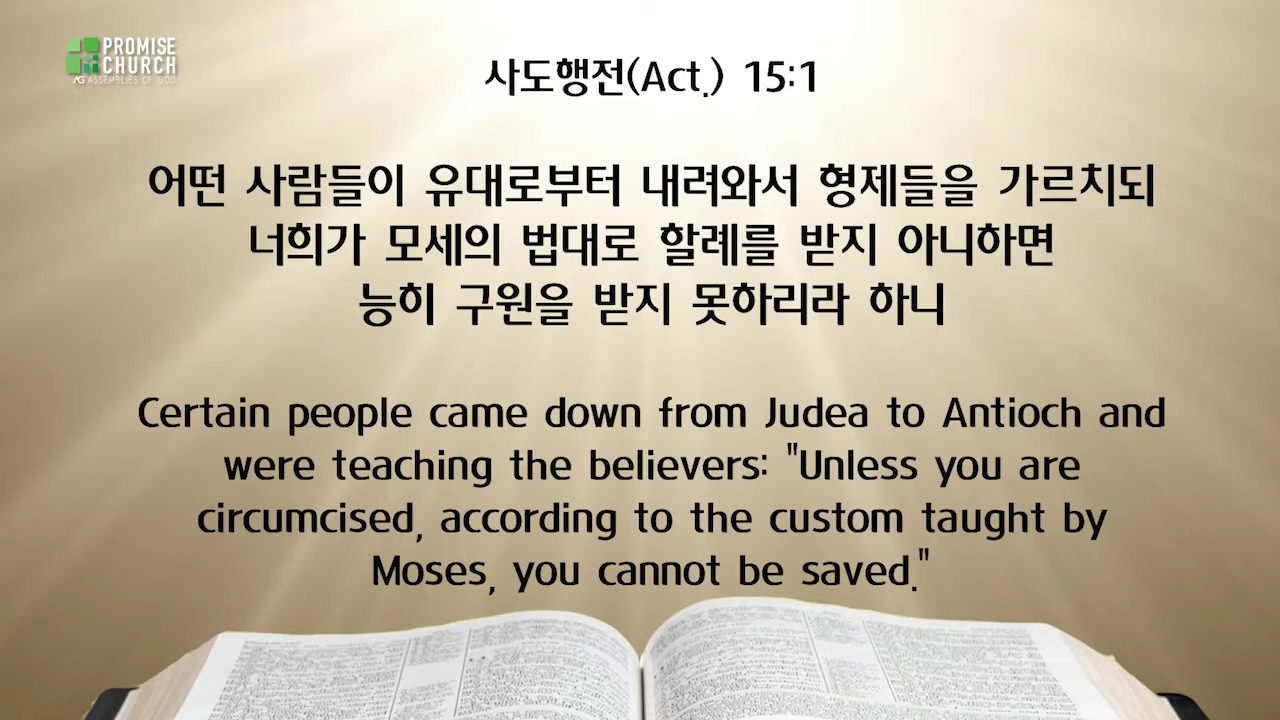 PROMISE
CHURCH
AG ASSEMBLIES OF GOD
사도행전(Act.) 15:1
어떤 사람들이 유대로부터 내려와서 형제들을 가르치되
너희가 모세의 법대로 할례를 받지 아니하면
능히 구원을 받지 못하리라 하니
Certain people came down from Judea to Antioch and
were teaching the believers: "Unless you are
circumcised, according to the custom taught by
Moses, you cannot be saved."